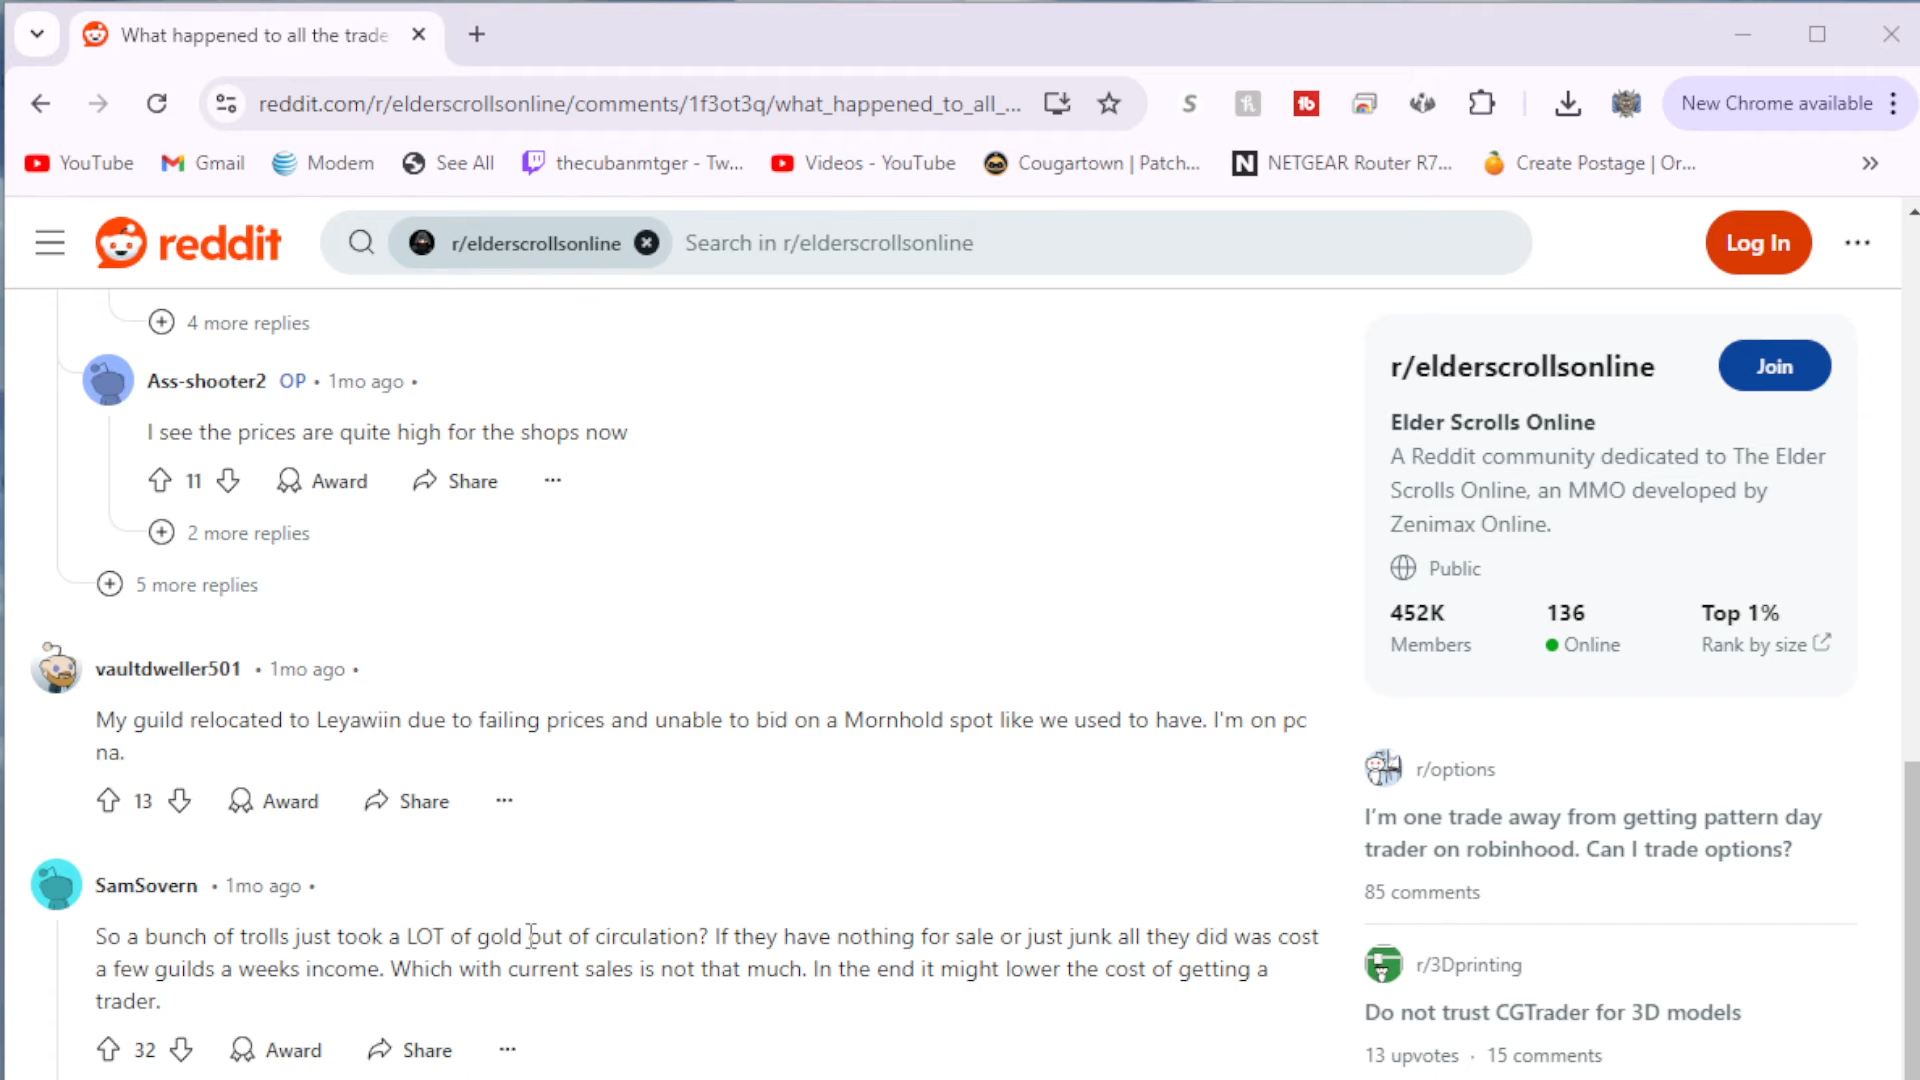 What happened to all the trade
reddit.com/r/elderscrollsonline/comments/1f3ot3q/what_happened_to_all_...
New Chrome available
YouTube
Gmail
Modem
See All
thecubanmtger - Tw...
Videos - YouTube
Cougartown | Patch...
NETGEAR Router R7...
Create Postage | Or...
reddit
r/elderscrollsonline
Search in r/elderscrollsonline
Log In
4 more replies
Ass-shooter2 OP • 1mo ago •
I see the prices are quite high for the shops now
11 Award Share ...
2 more replies
5 more replies
vaultdweller501 • 1mo ago •
My guild relocated to Leyawiin due to failing prices and unable to bid on a Mornhold spot like we used to have. I'm on pc
na.
13 Award Share ...
SamSovern • 1mo ago •
So a bunch of trolls just took a LOT of gold out of circulation? If they have nothing for sale or just junk all they did was cost
a few guilds a weeks income. Which with current sales is not that much. In the end it might lower the cost of getting a
trader.
32 Award Share ...
r/elderscrollsonline
Join
Elder Scrolls Online
A Reddit community dedicated to The Elder
Scrolls Online, an MMO developed by
Zenimax Online.
Public
452K 136 Top 1%
Members Online Rank by size
r/options
I'm one trade away from getting pattern day
trader on robinhood. Can I trade options?
85 comments
r/3Dprinting
Do not trust CGTrader for 3D models
13 upvotes · 15 comments